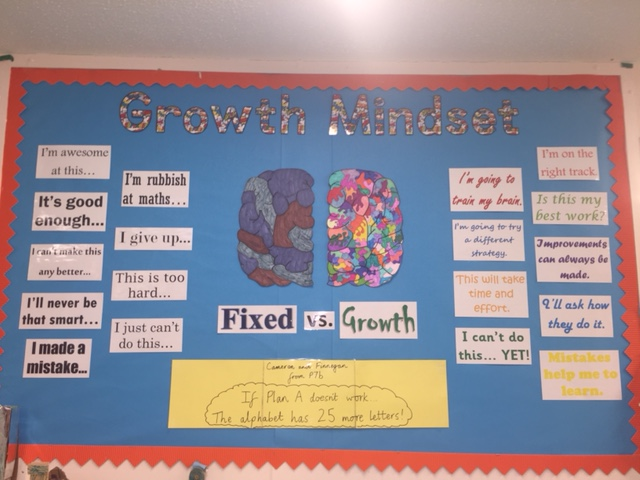 Growth Mindset
I'm awesome
at this...
It's good
enough...
I can't make this
any better...
I'll never be
that smart...
I made a
mistake...
I'm rubbish
at maths...
I give up...
This is too
hard...
I just can't
do this...
Fixed vs. Growth
I'm going to
train my brain.
I'm going to try
a different
strategy.
This will take
time and
effort.
I can't do
this... YET!
I'm on the
right track.
Is this my
best work?
Improvements
can always be
made.
I'll ask how
they do it.
Mistakes
help me to
learn.
Cameron and Finnegan
from P7b
If Plan A doesn't work
The alphabet has 25 more letters!